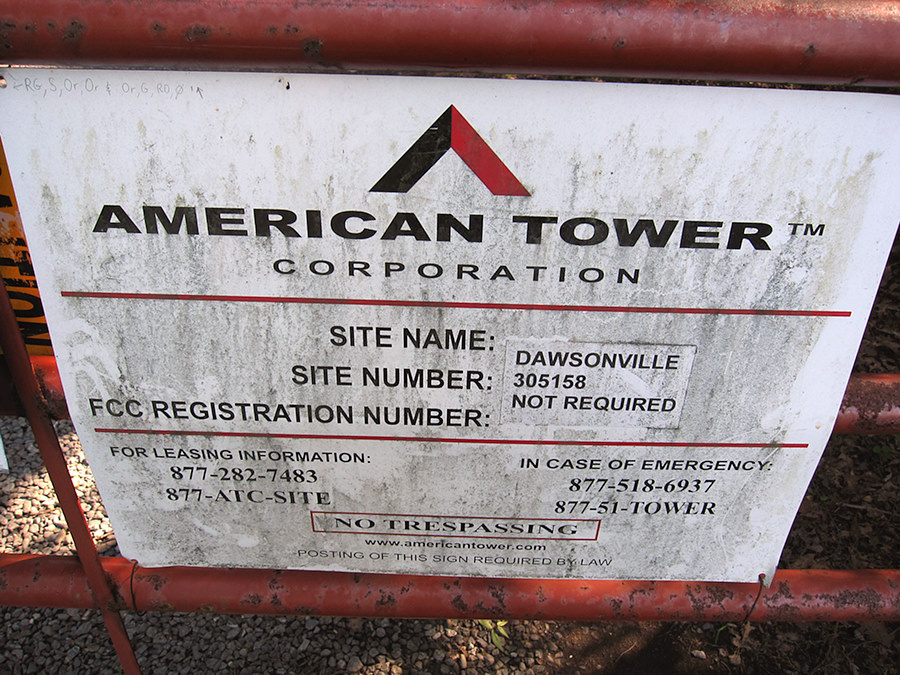 AMERICAN TOWER™
CORPORATION
SITE NAME: DAWSONVILLE
SITE NUMBER: 305158
FCC REGISTRATION NUMBER: NOT REQUIRED
FOR LEASING INFORMATION:
877-282-7483
877-ATC-SITE
IN CASE OF EMERGENCY:
877-518-6937
877-51-TOWER
NO TRESPASSING
www.americantower.com
POSTING OF THIS SIGN REQUIRED BY LAW